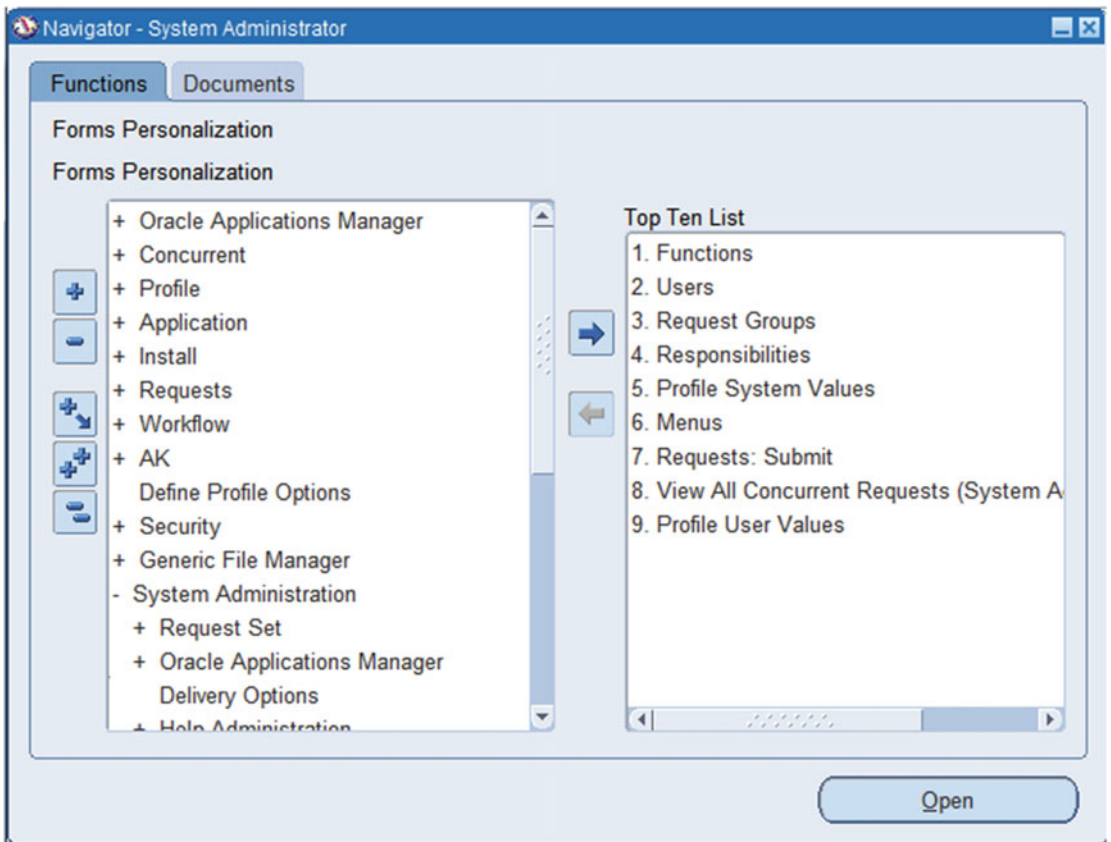 Navigator - System Administrator
Functions Documents
Forms Personalization
Forms Personalization
+ Oracle Applications Manager
+ Concurrent
+ Profile
+ Application
+ Install
+ Requests
+ Workflow
+ AK
Define Profile Options
+ Security
+ Generic File Manager
- System Administration
+ Request Set
+ Oracle Applications Manager
Delivery Options
+ Help Administration
Top Ten List
1. Functions
2. Users
3. Request Groups
4. Responsibilities
5. Profile System Values
6. Menus
7. Requests: Submit
8. View All Concurrent Requests (System A
9. Profile User Values
Open